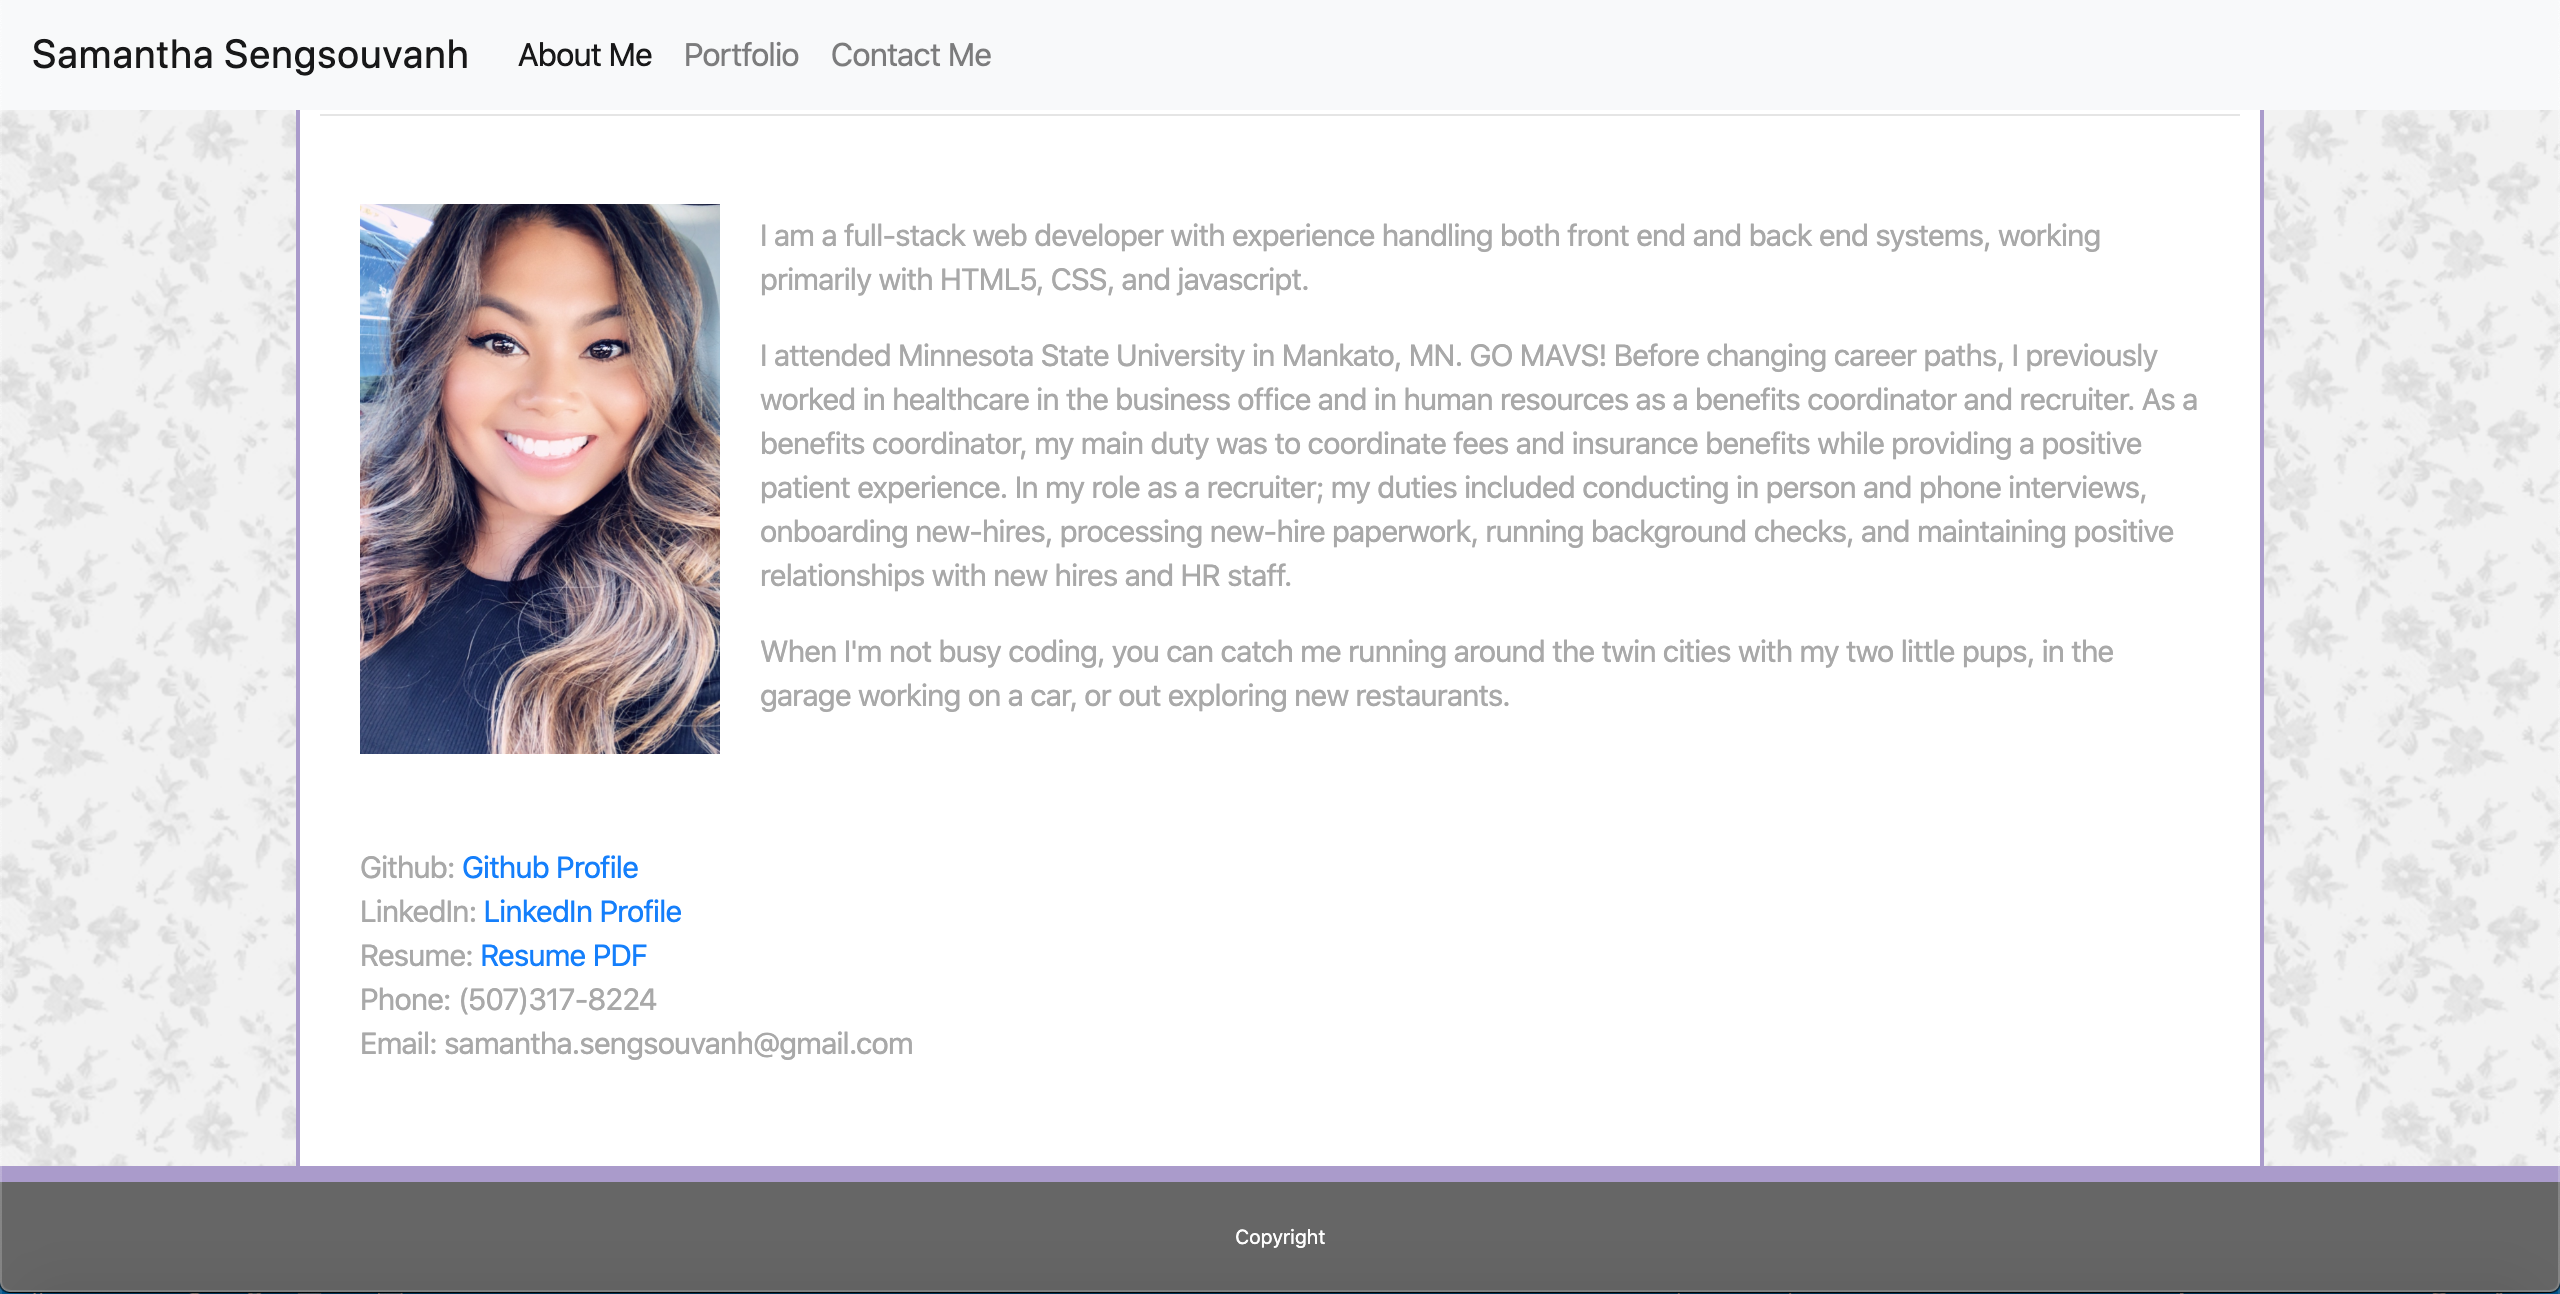 Samantha Sengsouvanh About Me Portfolio Contact Me
I am a full-stack web developer with experience handling both front end and back end systems, working
primarily with HTML5, CSS, and javascript.
I attended Minnesota State University in Mankato, MN. GO MAVS! Before changing career paths, I previously
worked in healthcare in the business office and in human resources as a benefits coordinator and recruiter. As a
benefits coordinator, my main duty was to coordinate fees and insurance benefits while providing a positive
patient experience. In my role as a recruiter; my duties included conducting in person and phone interviews,
onboarding new-hires, processing new-hire paperwork, running background checks, and maintaining positive
relationships with new hires and HR staff.
When I'm not busy coding, you can catch me running around the twin cities with my two little pups, in the
garage working on a car, or out exploring new restaurants.
Github: Github Profile
LinkedIn: LinkedIn Profile
Resume: Resume PDF
Phone: (507)317-8224
Email: samantha.sengsouvanh@gmail.com
Copyright